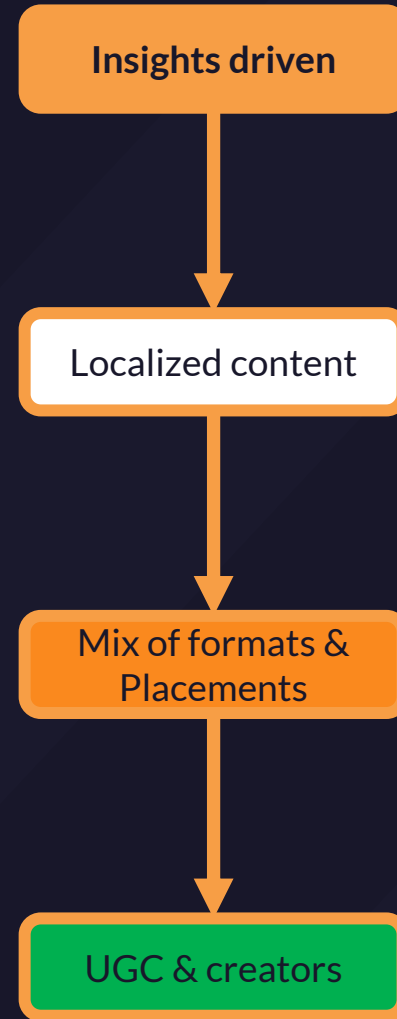 Insights driven
Localized content
Mix of formats &
Placements
UGC & creators